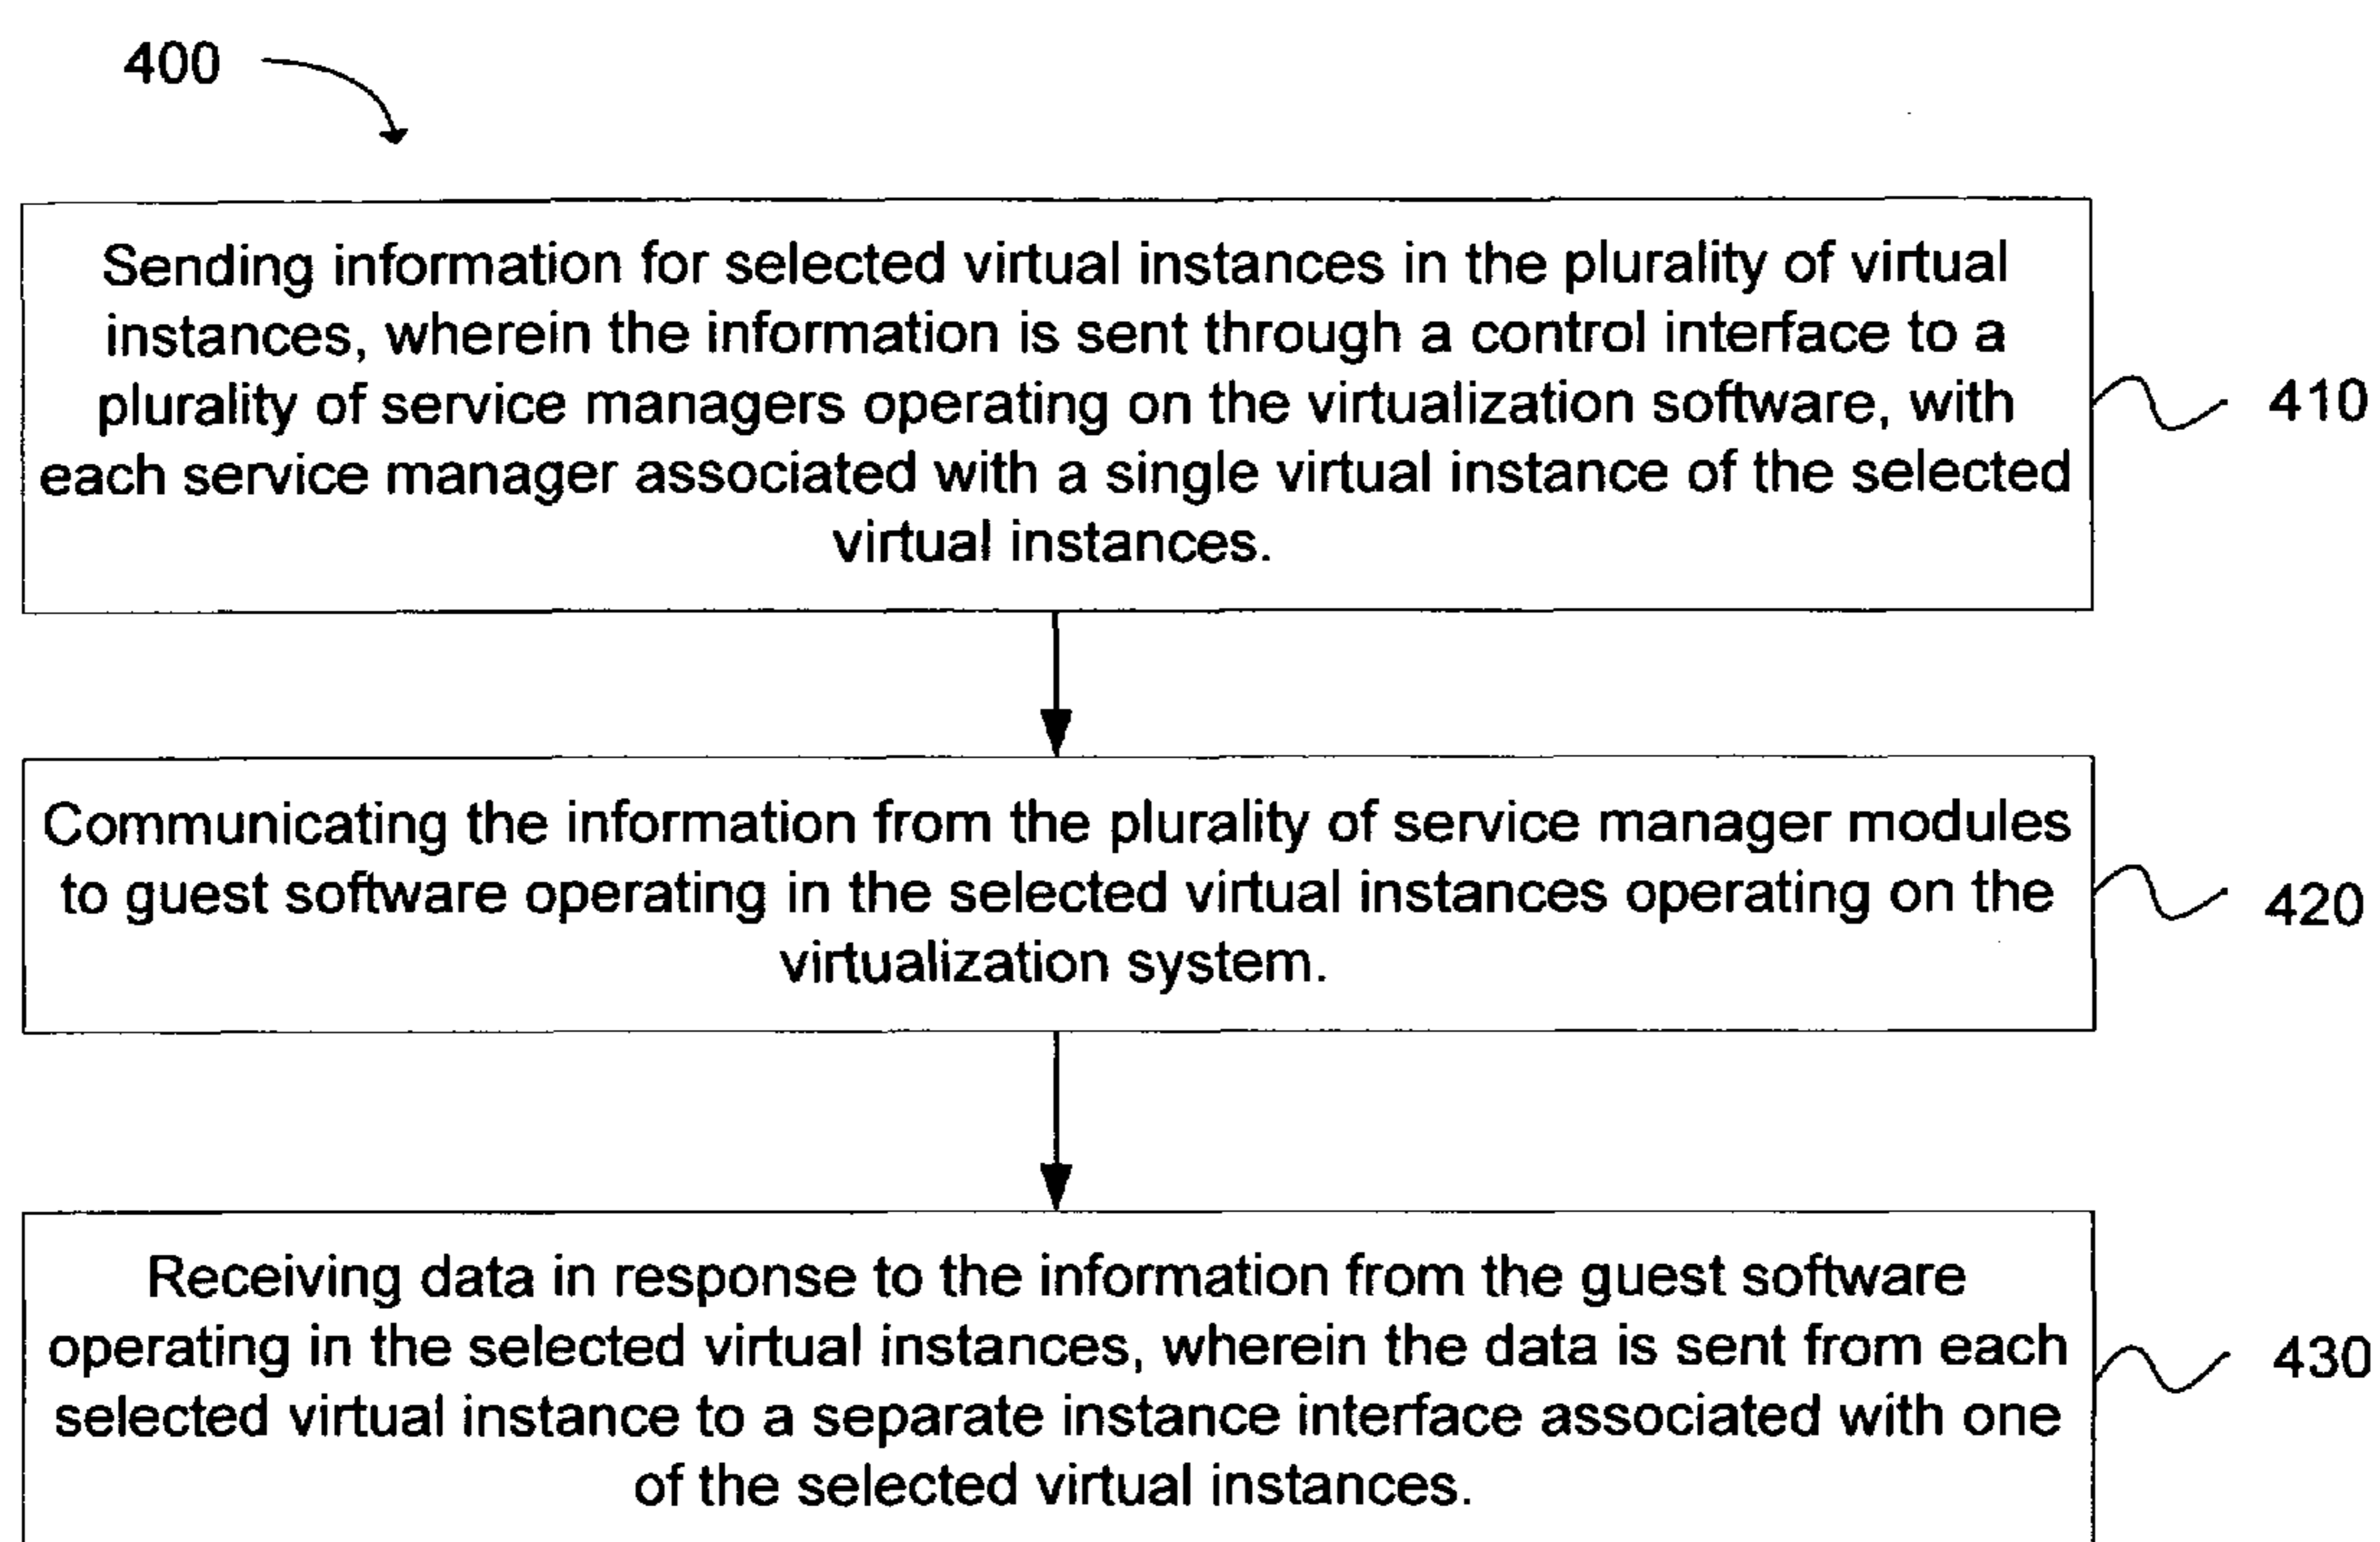 400
Sending information for selected virtual instances in the plurality of virtual
instances, wherein the information is sent through a control interface to a
plurality of service managers operating on the virtualization software, with
each service manager associated with a single virtual instance of the selected
virtual instances.
410
Communicating the information from the plurality of service manager modules
to guest software operating in the selected virtual instances operating on the
virtualization system.
420
Receiving data in response to the information from the guest software
operating in the selected virtual instances, wherein the data is sent from each
selected virtual instance to a separate instance interface associated with one
of the selected virtual instances.
430